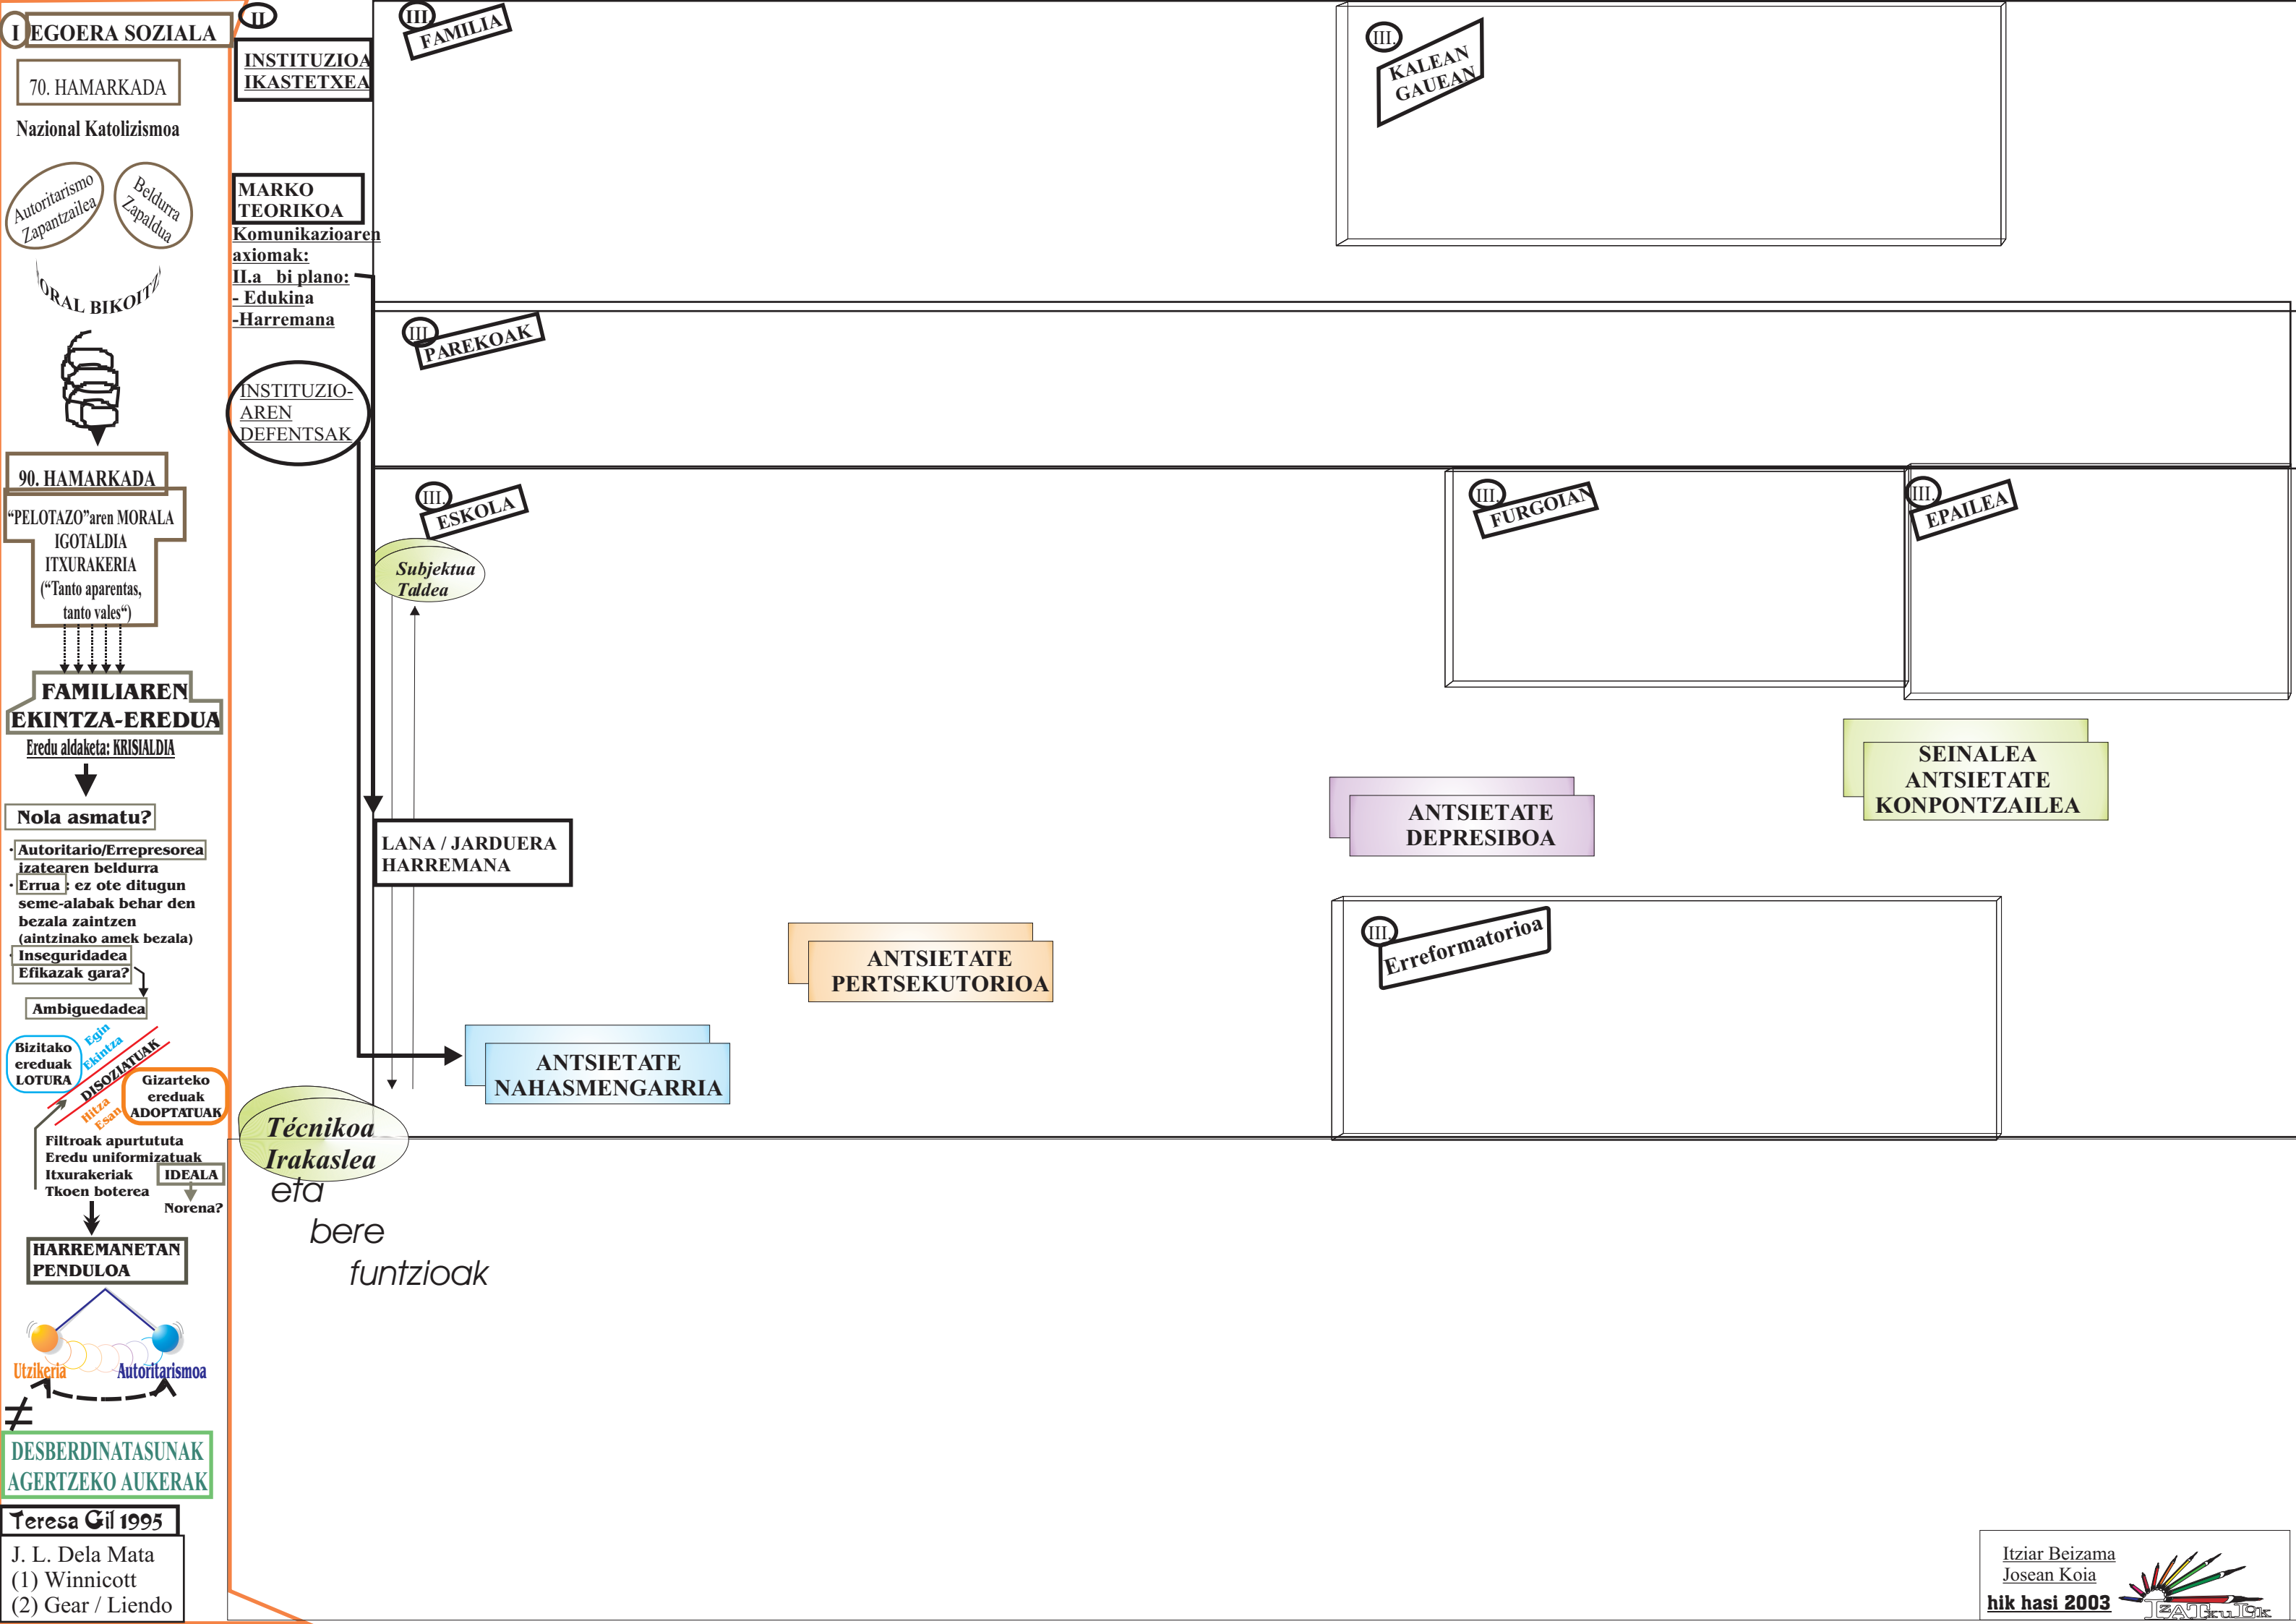 I EGOERA SOZIALA
70. HAMARKADA
Nazional Katolizismoa
Autoritarismo
Zapantzailea
Beldurra
Zapaldua
ORAL BIKOITZ
90. HAMARKADA
“PELOTAZO”aren MORALA
IGOTALDIA
ITXURAKERIA
(“Tanto aparentas,
tanto vales“)
FAMILIAREN
EKINTZA-EREDUA
Eredu aldaketa: KRISIALDIA
Nola asmatu?
· Autoritario/Errepresorea
izatearen beldurra
· Errua : ez ote ditugun
seme-alabak behar den
bezala zaintzen
(aintzinako amek bezala)
· Inseguridadea
Efikazak gara?
Ambiguedadea
Bizitako
ereduak
LOTURA
Egin
Ekintza
DISOZIATUAK
Hitza
Esan
Gizarteko
ereduak
ADOPTATUAK
Filtroak apurtututa
Eredu uniformizatuak
Itxurakeriak
Tkoen boterea
IDEALA
Norena?
HARREMANETAN
PENDULOA
Utzikeria
Autoritarismoa
≠
DESBERDINATASUNAK
AGERTZEKO AUKERAK
Teresa Gil 1995
J. L. Dela Mata
(1) Winnicott
(2) Gear / Liendo
II
INSTITUZIOA
IKASTETXEA
MARKO
TEORIKOA
Komunikazioaren
axiomak:
II.a bi plano:
- Edukina
-Harremana
INSTITUZIO-
AREN
DEFENTSAK
III
FAMILIA
III.
KALEAN
GAUEAN
III
PAREKOAK
III.
ESKOLA
Subjektua
Taldea
III.
FURGOIAN
III.
EPAILEA
LANA / JARDUERA
HARREMANA
SEINALEA
ANTSIETATE
KONPONTZAILEA
ANTSIETATE
DEPRESIBOA
ANTSIETATE
PERTSEKUTORIOA
ANTSIETATE
NAHASMENGARRIA
III.
Erreformatorioa
Técnikoa
Irakaslea
eta
bere
funtzioak
Itziar Beizama
Josean Koia
hik hasi 2003